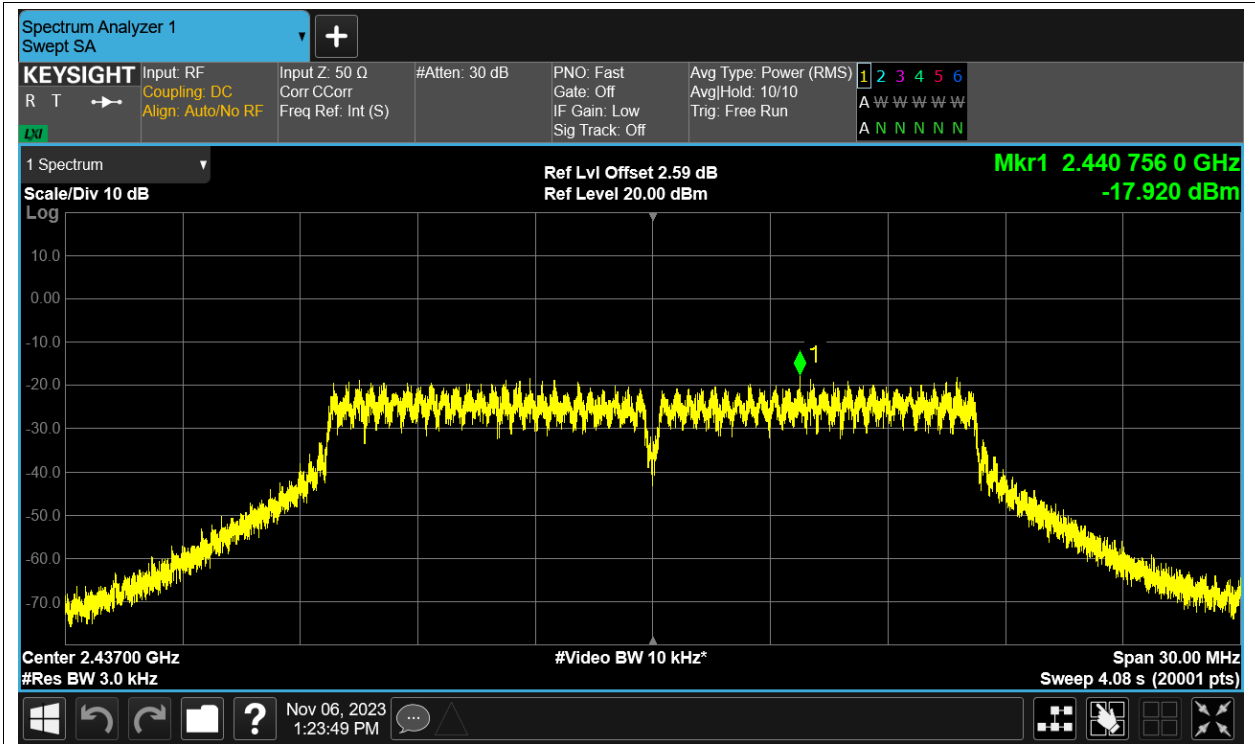 Spectrum Analyzer 1
Swept SA
KEYSIGHT
R T
LXI
Input: RF
Coupling: DC
Align: Auto/No RF
Input Z: 50 Ω
Corr CCorr
Freq Ref: Int (S)
#Atten: 30 dB
PNO: Fast
Gate: Off
IF Gain: Low
Sig Track: Off
Avg Type: Power (RMS)
Avg|Hold: 10/10
Trig: Free Run
1 2 3 4 5 6
A W W W W W
A N N N N N
1 Spectrum
Scale/Div 10 dB
Log
Ref Lvl Offset 2.59 dB
Ref Level 20.00 dBm
Mkr1 2.440 756 0 GHz
-17.920 dBm
10.0
0.00
-10.0
1
-20.0
-30.0
-40.0
-50.0
-60.0
-70.0
Center 2.43700 GHz
#Video BW 10 kHz*
Span 30.00 MHz
#Res BW 3.0 kHz
Sweep 4.08 s (20001 pts)
?
Nov 06, 2023
1:23:49 PM